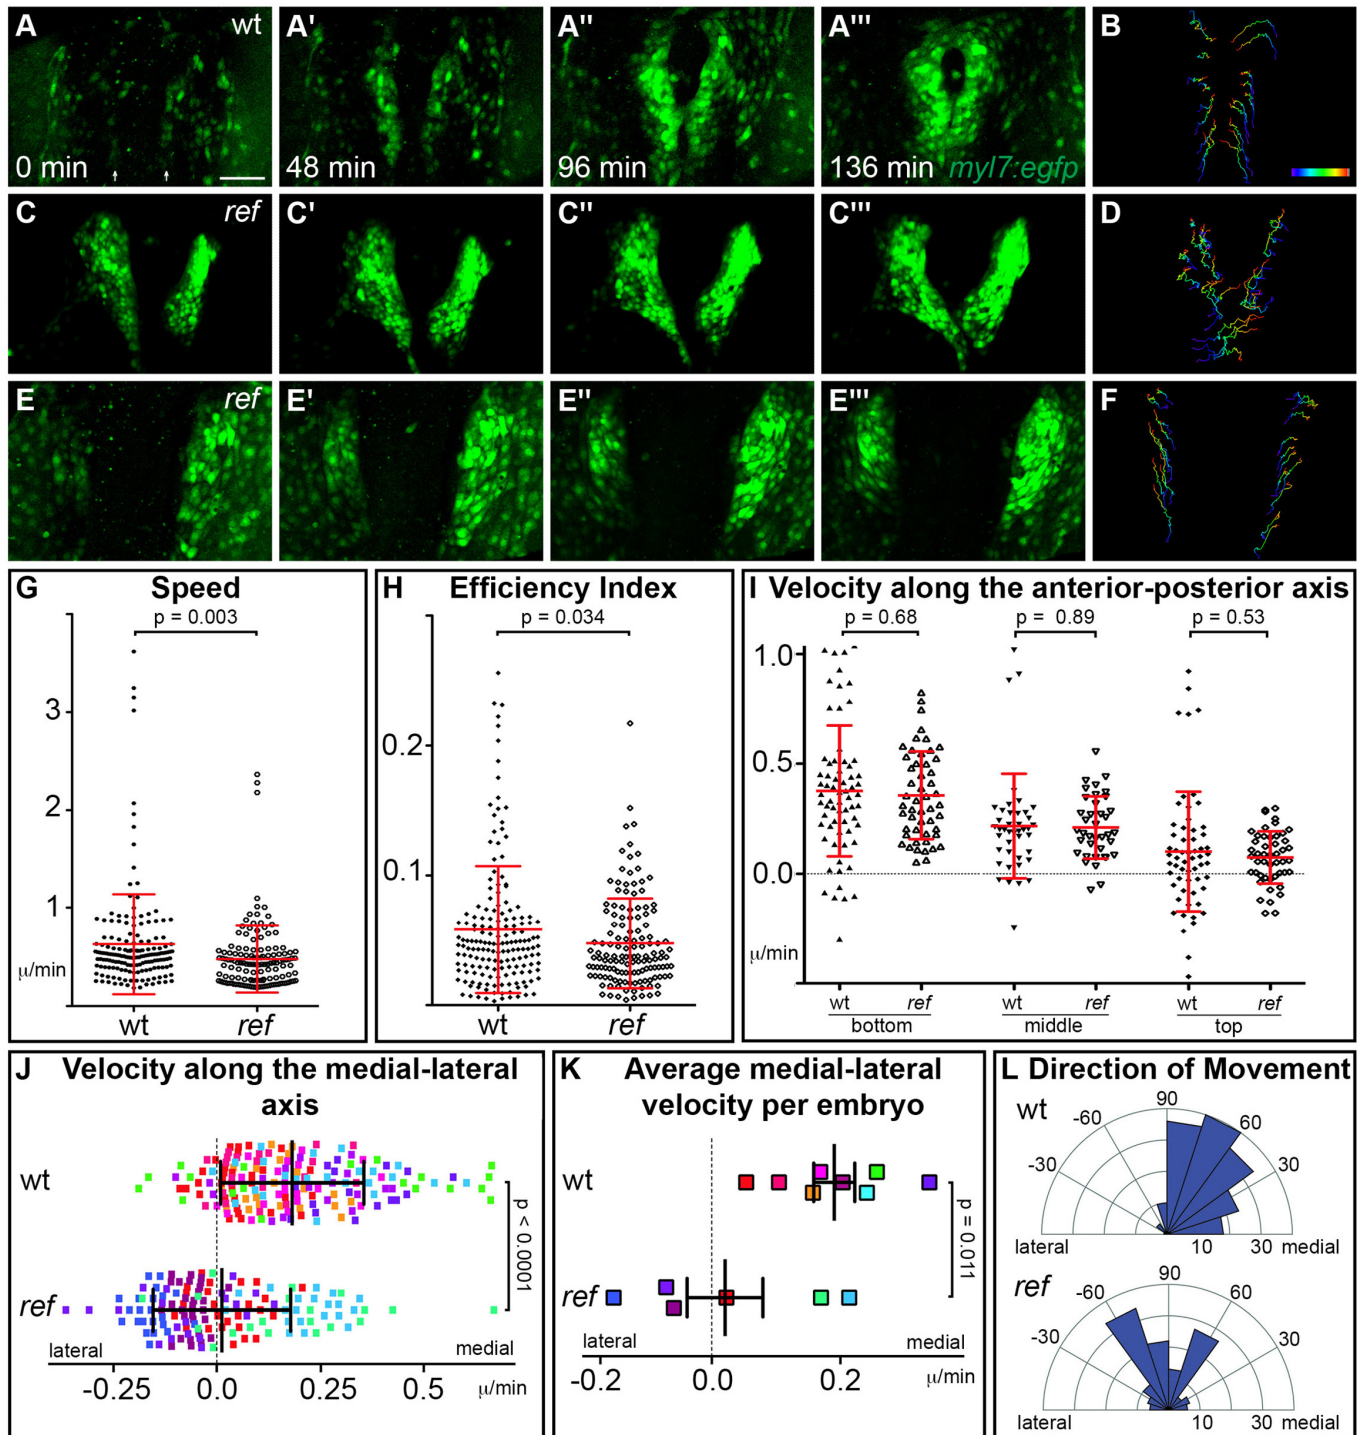 A wt
0 min
A'
48 min
A''
96 min
A'''
136 min myl7:egfp
B
C ref
C'
C''
C'''
D
E ref
E'
E''
E'''
F
G Speed
p = 0.003
3
2
1
μ/min
wt ref
H Efficiency Index
p = 0.034
0.2
0.1
wt ref
I Velocity along the anterior-posterior axis
p = 0.68 p = 0.89 p = 0.53
1.0
0.5
0.0
μ/min
wt ref wt ref wt ref
bottom middle top
J Velocity along the medial-lateral
axis
wt
p < 0.0001
ref
lateral medial
-0.25 0.0 0.25 0.5 μ/min
K Average medial-lateral
velocity per embryo
wt
p = 0.011
ref
lateral medial
-0.2 0.0 0.2 μ/min
L Direction of Movement
wt
90
-60 60
-30 30
lateral 10 30 medial
ref
90
-60 60
-30 30
lateral 10 30 medial